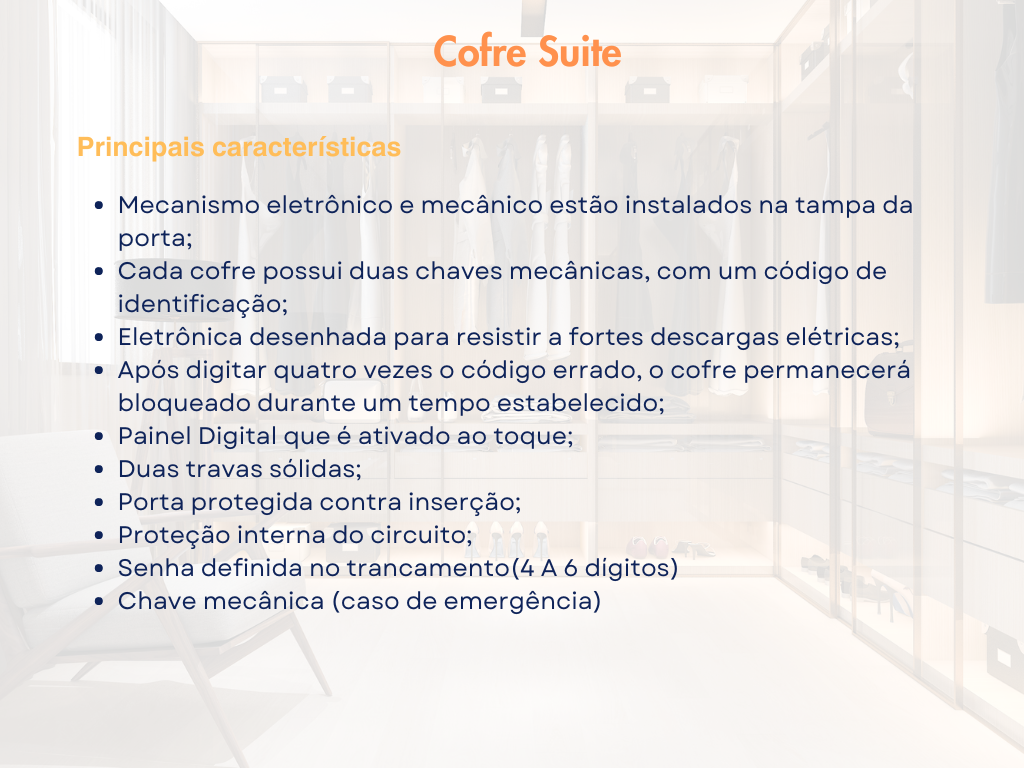 Cofre Suite
Principais características
• Mecanismo eletrônico e mecânico estão instalados na tampa da
porta;
• Cada cofre possui duas chaves mecânicas, com um código de
identificação;
• Eletrônica desenhada para resistir a fortes descargas elétricas;
• Após digitar quatro vezes o código errado, o cofre permanecerá
bloqueado durante um tempo estabelecido;
• Painel Digital que é ativado ao toque;
• Duas travas sólidas;
• Porta protegida contra inserção;
• Proteção interna do circuito;
• Senha definida no trancamento(4 A 6 dígitos)
• Chave mecânica (caso de emergência)